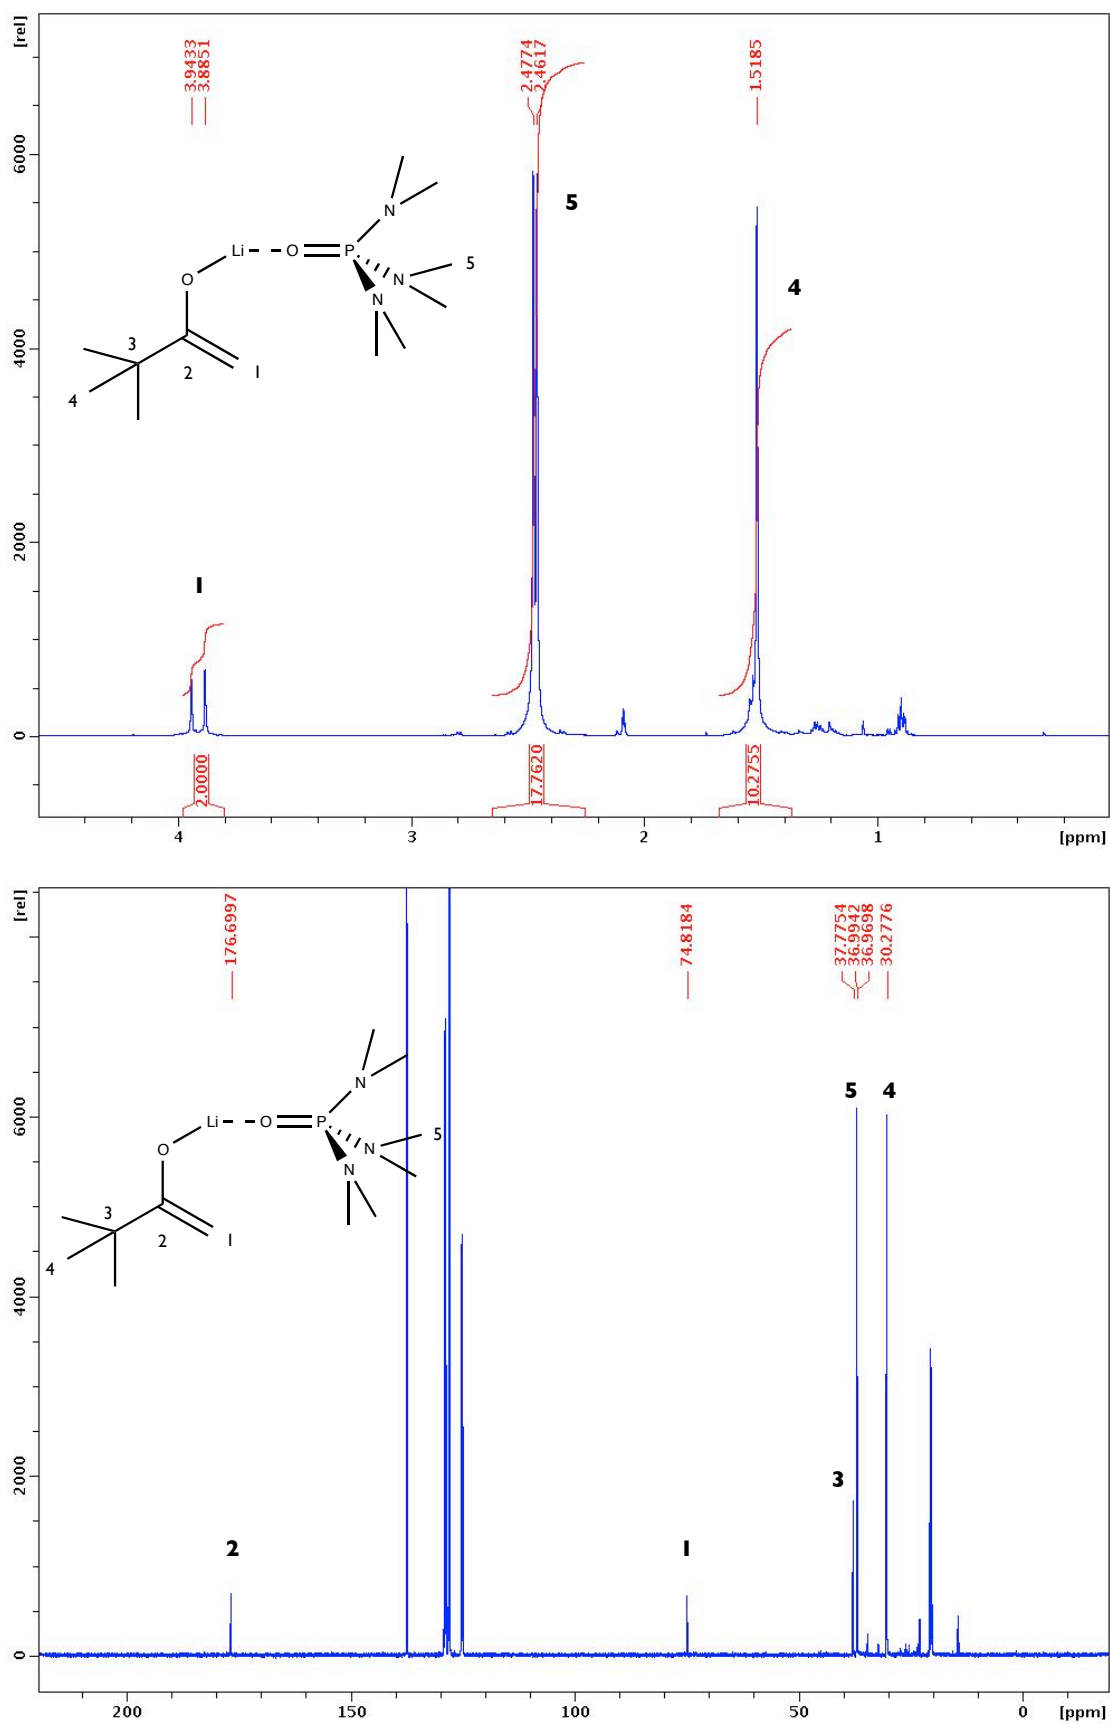 [rel]
3.9433
3.8851
2.4774
2.4617
1.5185
6000
4000
2000
0
N
5
Li
O
P
N
5
O
N
4
3
2
I
4
I
2.0000
17.7620
10.2755
4
3
2
1
[ppm]
[rel]
176.6997
74.8184
37.7754
36.9942
36.9698
30.2776
6000
4000
2000
0
N
5
4
Li
O
P
N
5
O
N
3
2
I
4
3
2
I
200
150
100
50
0
[ppm]